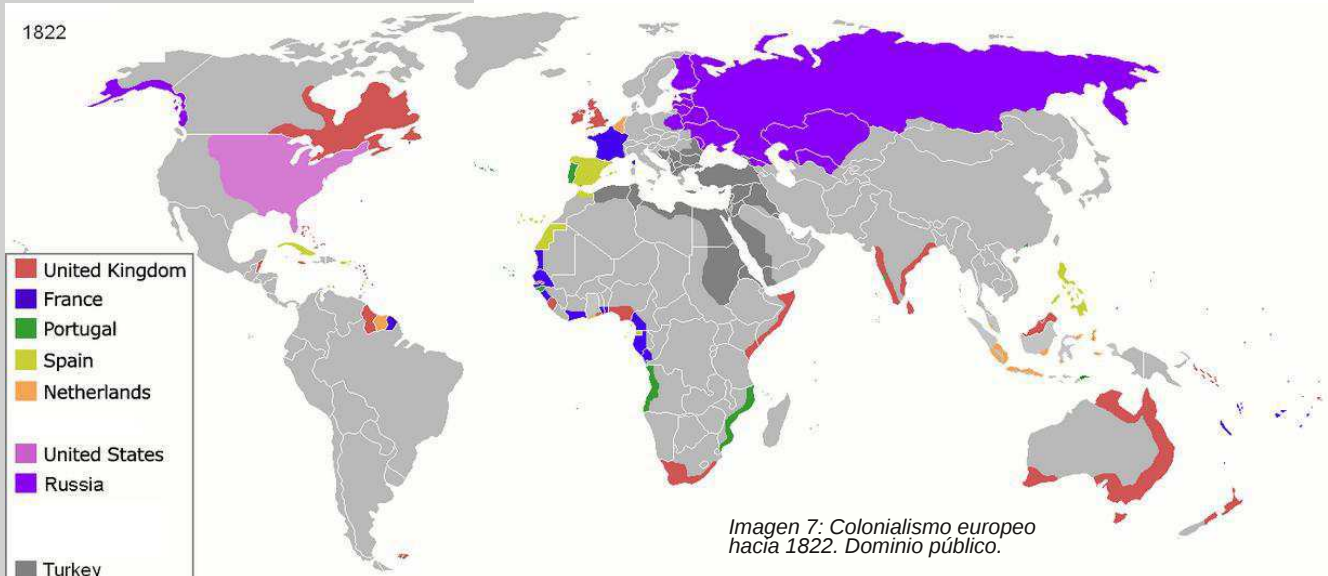 1822
United Kingdom
France
Portugal
Spain
Netherlands
United States
Russia
Turkey
Imagen 7: Colonialismo europeo
hacia 1822. Dominio público.